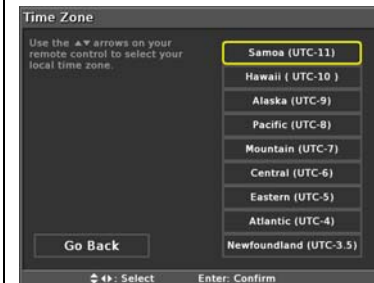 Time Zone
Use the ▲▼ arrows on your
remote control to select your
local time zone.
Samoa (UTC-11)
Hawaii ( UTC-10 )
Alaska (UTC-9)
Pacific (UTC-8)
Mountain (UTC-7)
Central (UTC-6)
Eastern (UTC-5)
Atlantic (UTC-4)
Newfoundland (UTC-3.5)
Go Back
▲▼ ◀▶: Select Enter: Confirm